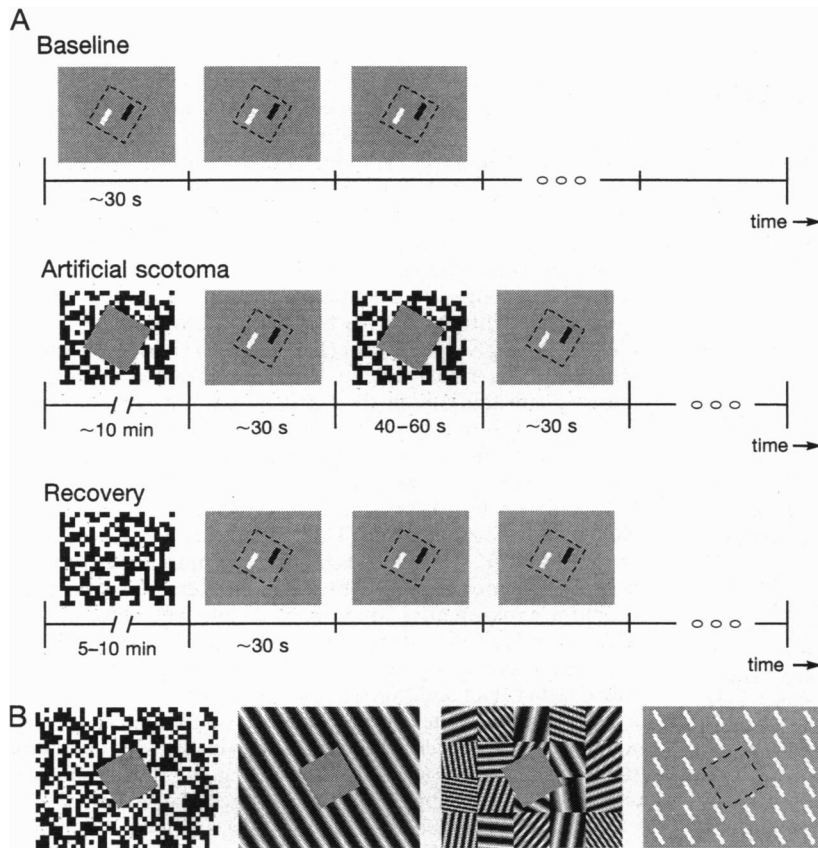 A
Baseline
~30 s
time
Artificial scotoma
~10 min ~30 s 40–60 s ~30 s
time
Recovery
5–10 min ~30 s
time
B